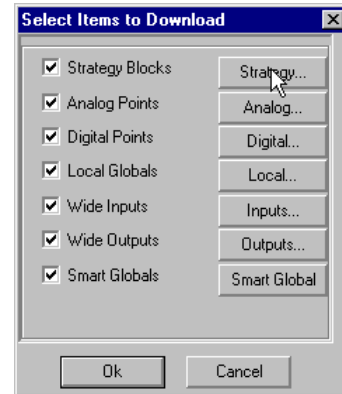 Select Items to Download
Strategy Blocks Strategy...
Analog Points Analog...
Digital Points Digital...
Local Globals Local...
Wide Inputs Inputs...
Wide Outputs Outputs...
Smart Globals Smart Global
Ok Cancel